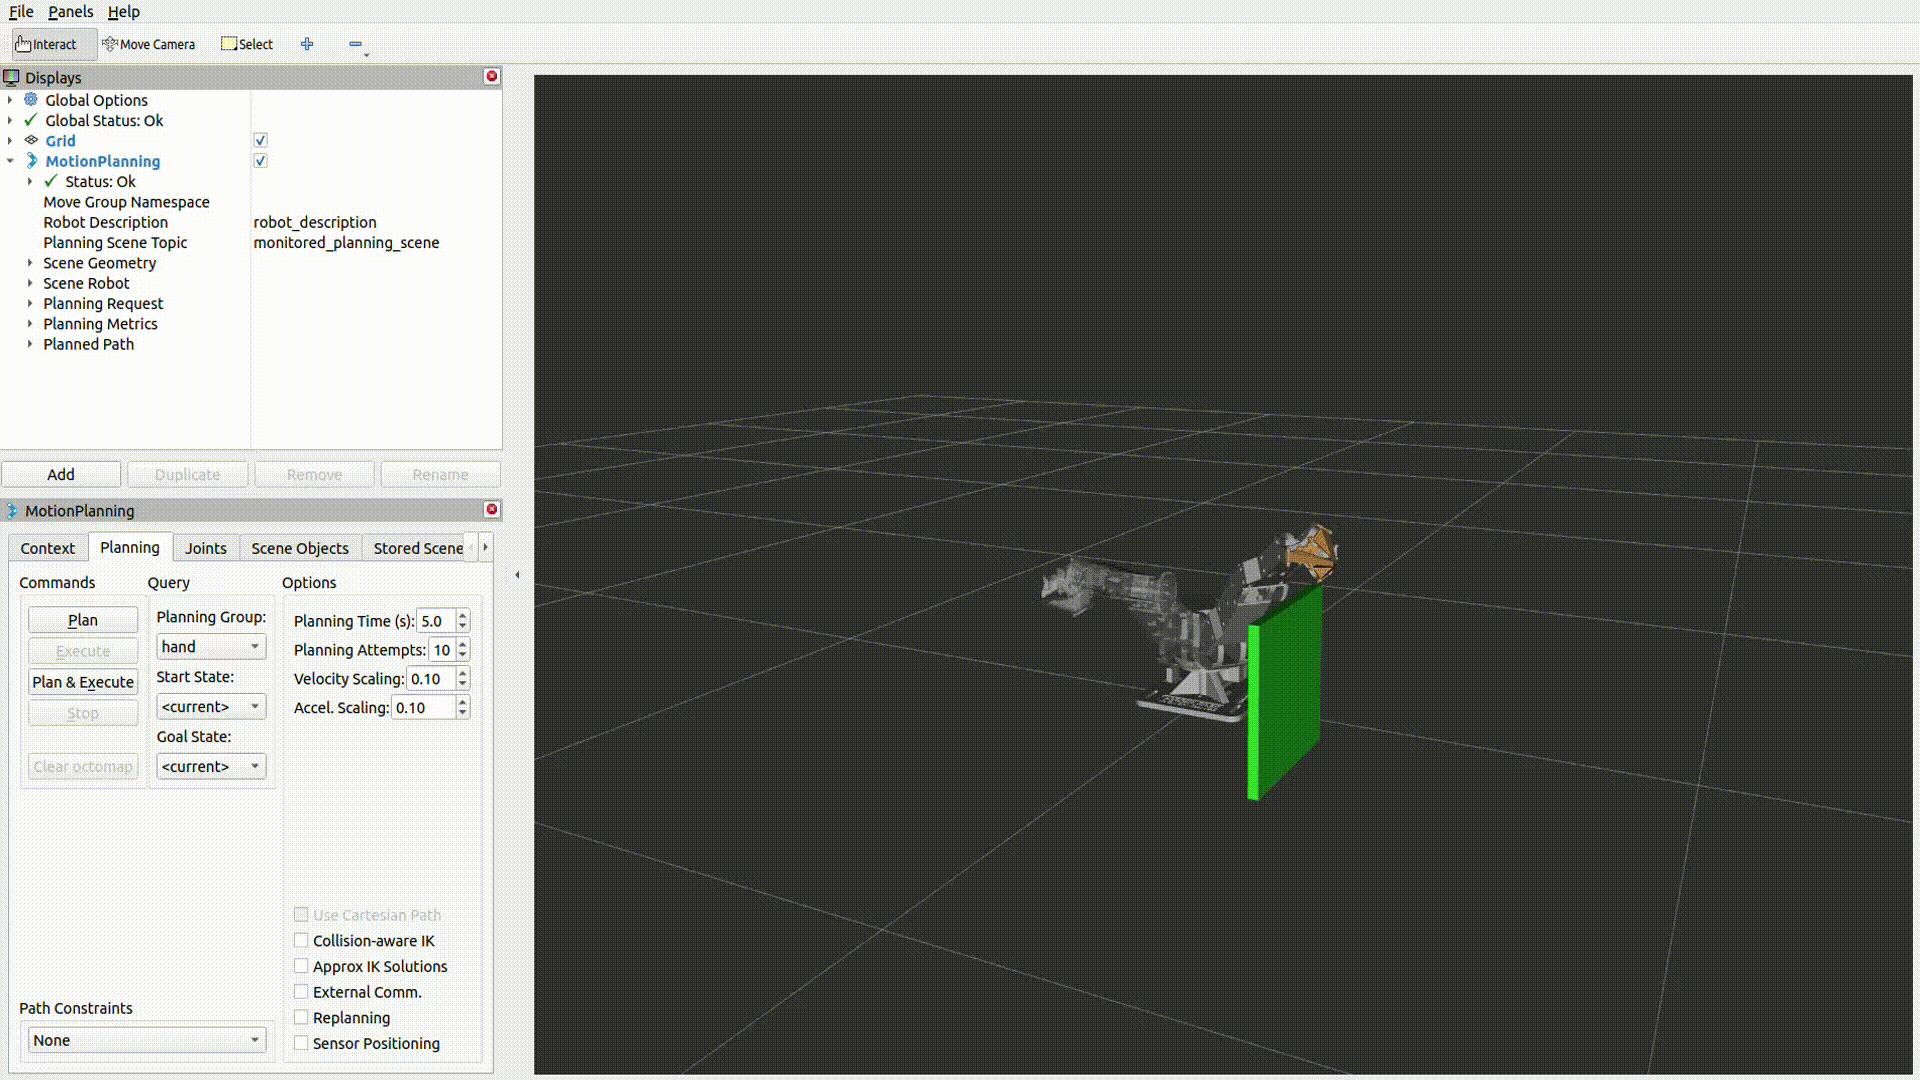 File Panels Help
Interact Move Camera Select
Displays
Global Options
Global Status: Ok
Grid
MotionPlanning
Status: Ok
Move Group Namespace
Robot Description robot_description
Planning Scene Topic monitored_planning_scene
Scene Geometry
Scene Robot
Planning Request
Planning Metrics
Planned Path
Add Duplicate Remove Rename
MotionPlanning
Context Planning Joints Scene Objects Stored Scene
Commands Query Options
Plan
Execute
Plan & Execute
Stop
Clear octomap
Planning Group:
hand
Start State:
<current>
Goal State:
<current>
Planning Time (s): 5.0
Planning Attempts: 10
Velocity Scaling: 0.10
Accel. Scaling: 0.10
Use Cartesian Path
Collision-aware IK
Approx IK Solutions
External Comm.
Replanning
Sensor Positioning
Path Constraints
None